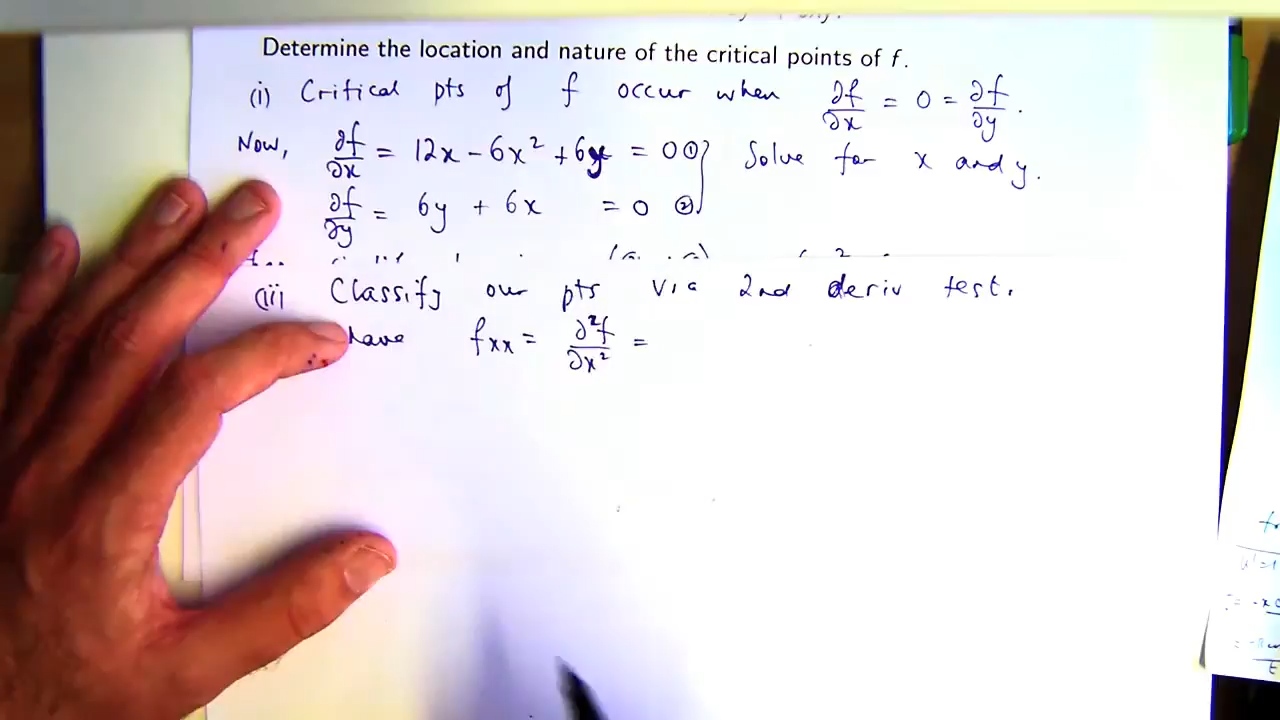 Determine the location and nature of the critical points of f.
(i) Critical pts of f occur when ∂f/∂x = 0 = ∂f/∂y.
Now, ∂f/∂x = 12x - 6x² + 6y = 0 ① } Solve for x and y.
∂f/∂y = 6y + 6x = 0 ②
(ii) Classify our pts via 2nd deriv test.
have fxx = ∂²f/∂x² =